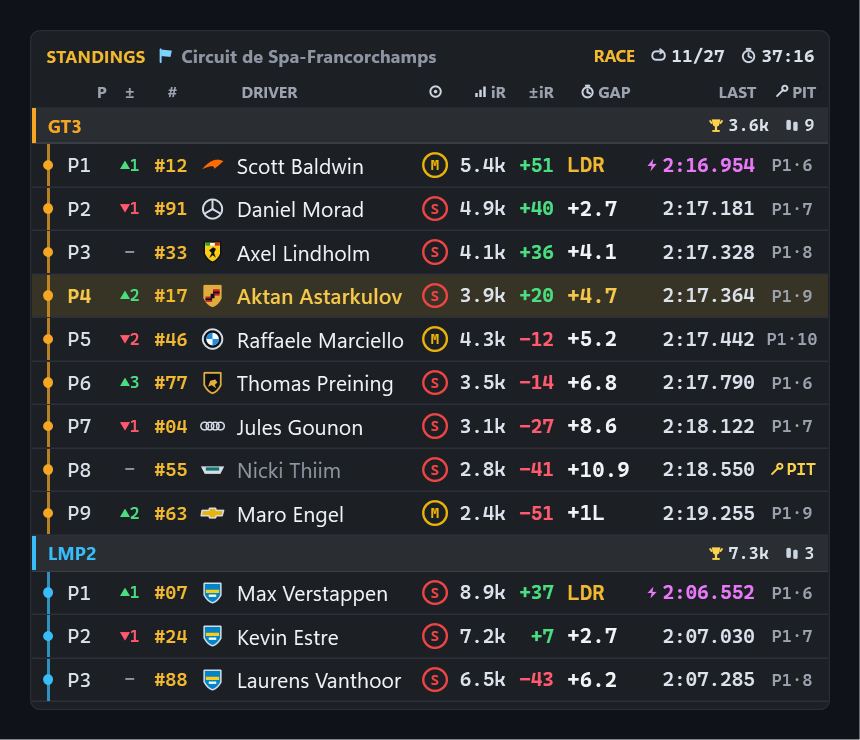 STANDINGS Circuit de Spa-Francorchamps RACE 11/27 37:16
P ± # DRIVER iR ±iR GAP LAST PIT
GT3 3.6k 9
P1 ▲1 #12 Scott Baldwin M 5.4k +51 LDR 2:16.954 P1·6
P2 ▼1 #91 Daniel Morad S 4.9k +40 +2.7 2:17.181 P1·7
P3 – #33 Axel Lindholm S 4.1k +36 +4.1 2:17.328 P1·8
P4 ▲2 #17 Aktan Astarkulov S 3.9k +20 +4.7 2:17.364 P1·9
P5 ▼2 #46 Raffaele Marciello M 4.3k −12 +5.2 2:17.442 P1·10
P6 ▲3 #77 Thomas Preining S 3.5k −14 +6.8 2:17.790 P1·6
P7 ▼1 #04 Jules Gounon S 3.1k −27 +8.6 2:18.122 P1·7
P8 – #55 Nicki Thiim S 2.8k −41 +10.9 2:18.550 PIT
P9 ▲2 #63 Maro Engel M 2.4k −51 +1L 2:19.255 P1·9
LMP2 7.3k 3
P1 ▲1 #07 Max Verstappen S 8.9k +37 LDR 2:06.552 P1·6
P2 ▼1 #24 Kevin Estre S 7.2k +7 +2.7 2:07.030 P1·7
P3 – #88 Laurens Vanthoor S 6.5k −43 +6.2 2:07.285 P1·8